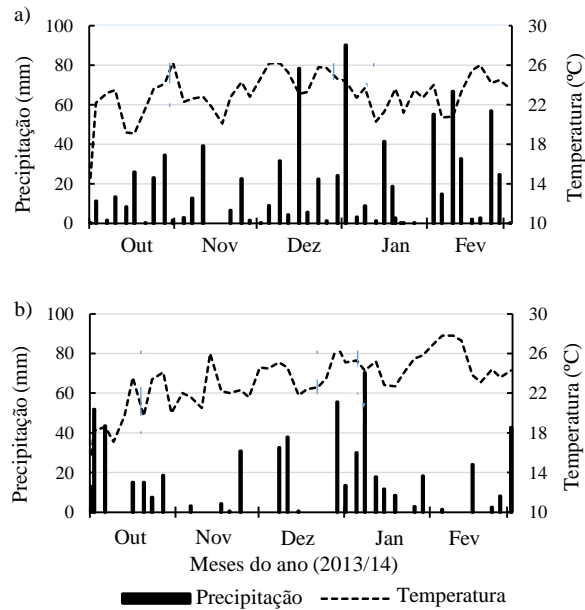 a)
Precipitação (mm)
100
80
60
40
20
0
30
26
22
18
14
10
Temperatura (ºC)
Out Nov Dez Jan Fev
b)
Precipitação (mm)
100
80
60
40
20
0
30
26
22
18
14
10
Temperatura (ºC)
Out Nov Dez Jan Fev
Meses do ano (2013/14)
Precipitação Temperatura